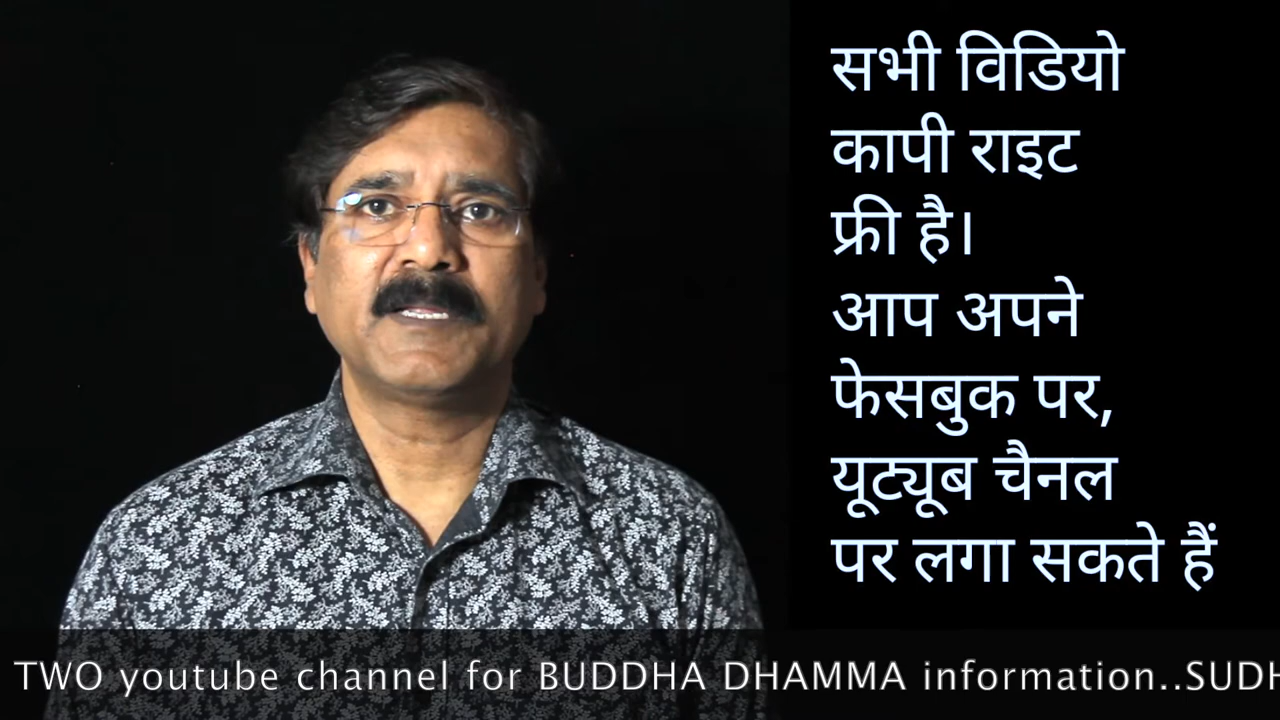 सभी विडियो
कापी राइट
फ्री है।
आप अपने
फेसबुक पर,
यूट्यूब चैनल
पर लगा सकते हैं
TWO youtube channel for BUDDHA DHAMMA information..